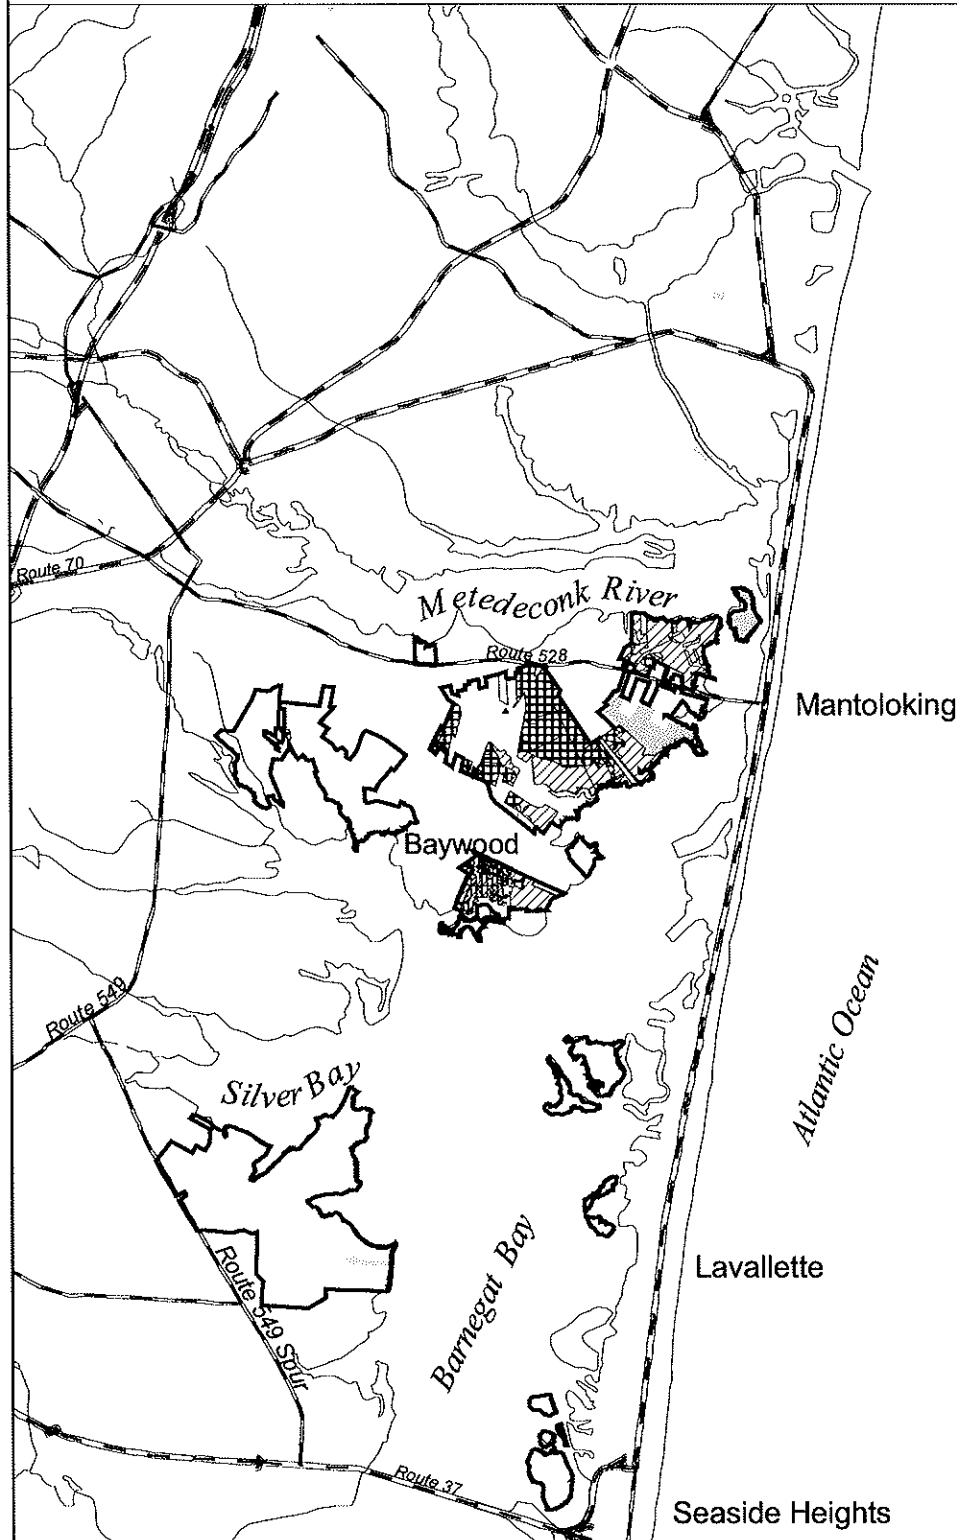 Route 70
Metedeconk River
Route 528
Mantoloking
Baywood
Route 549
Atlantic Ocean
Silver Bay
Barnegat Bay
Lavallette
Route 549 Spur
Route 37
Seaside Heights